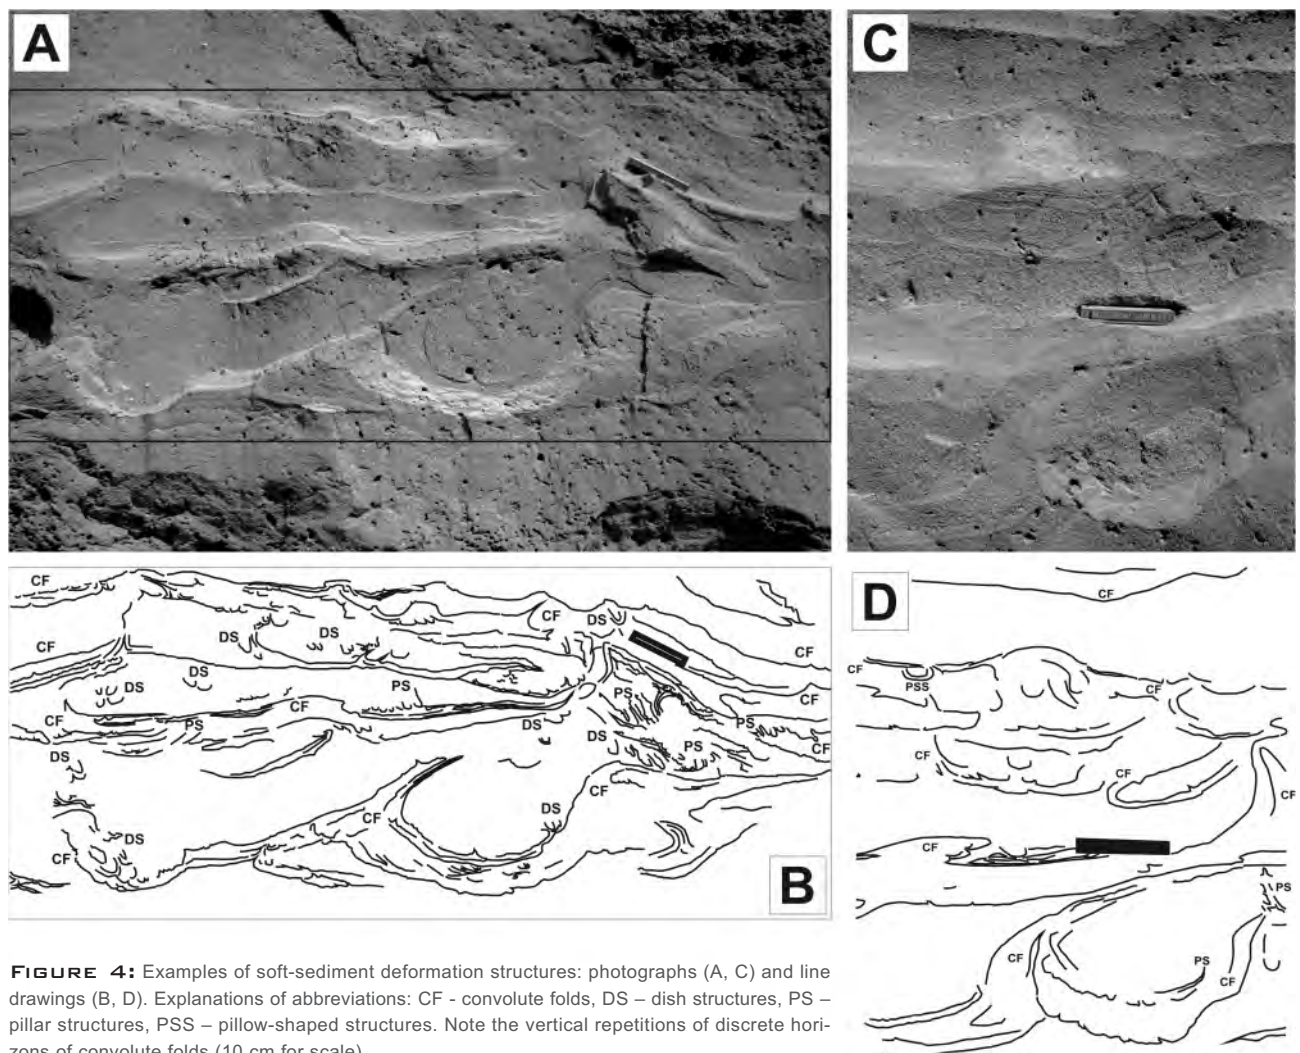 A
C
CF
CF DS
DS DS DS
CF CF
DS DS PS PS
CF
CF CF DS PS
PS DS PS CF
DS
CF
DS
CF
DS
CF
B
D
CF
CF
PSS CF
CF
CF
CF
CF
PS
CF PS
CF
FIGURE 4: Examples of soft-sediment deformation structures: photographs (A, C) and line
drawings (B, D). Explanations of abbreviations: CF - convolute folds, DS – dish structures, PS –
pillar structures, PSS – pillow-shaped structures. Note the vertical repetitions of discrete hori-
zons of convolute folds (10 cm for scale)